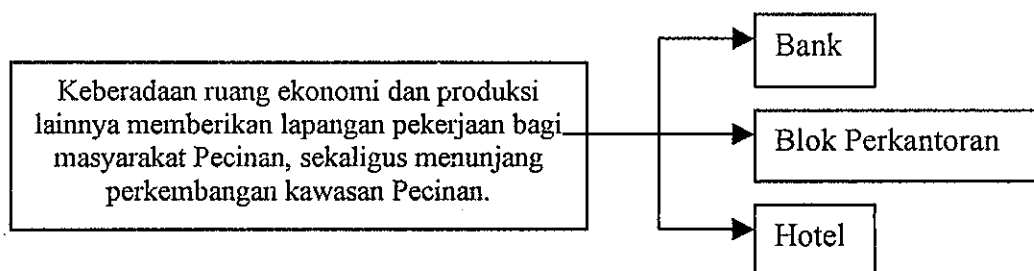 Keberadaan ruang ekonomi dan produksi
lainnya memberikan lapangan pekerjaan bagi
masyarakat Pecinan, sekaligus menunjang
perkembangan kawasan Pecinan.
Bank
Blok Perkantoran
Hotel